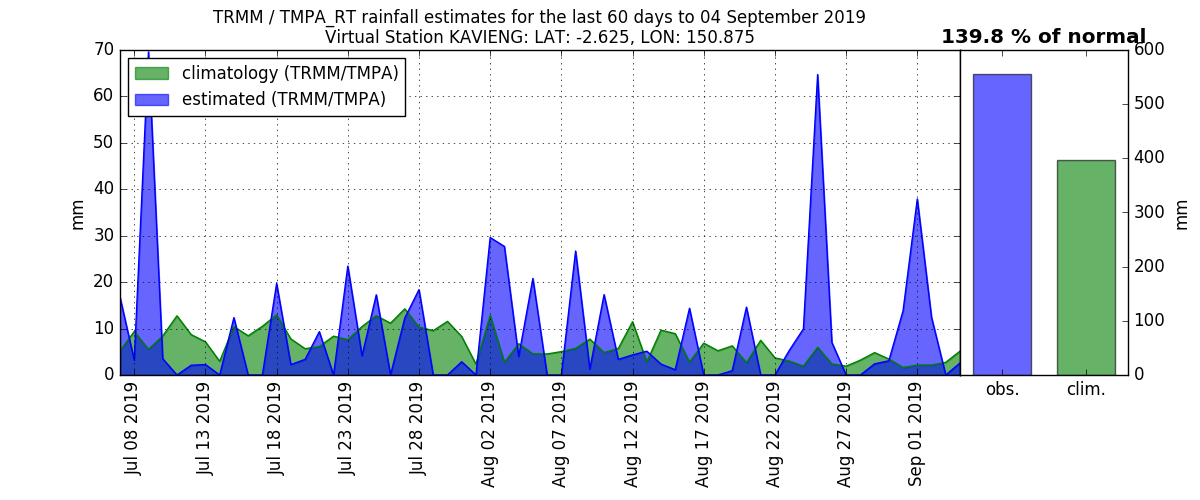 TRMM / TMPA_RT rainfall estimates for the last 60 days to 04 September 2019
Virtual Station KAVIENG: LAT: -2.625, LON: 150.875
139.8 % of normal
climatology (TRMM/TMPA)
estimated (TRMM/TMPA)
70
60
50
40
30
20
10
0
mm
Jul 08 2019
Jul 13 2019
Jul 18 2019
Jul 23 2019
Jul 28 2019
Aug 02 2019
Aug 07 2019
Aug 12 2019
Aug 17 2019
Aug 22 2019
Aug 27 2019
Sep 01 2019
obs.
clim.
600
500
400
300
200
100
0
mm